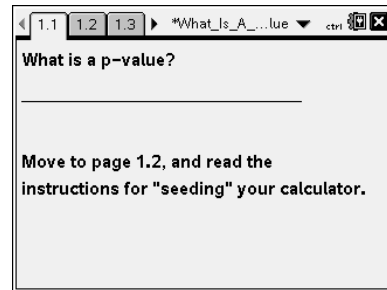 1.1 1.2 1.3 *What_Is_A_...lue ctrl
What is a p-value?
Move to page 1.2, and read the
instructions for "seeding" your calculator.